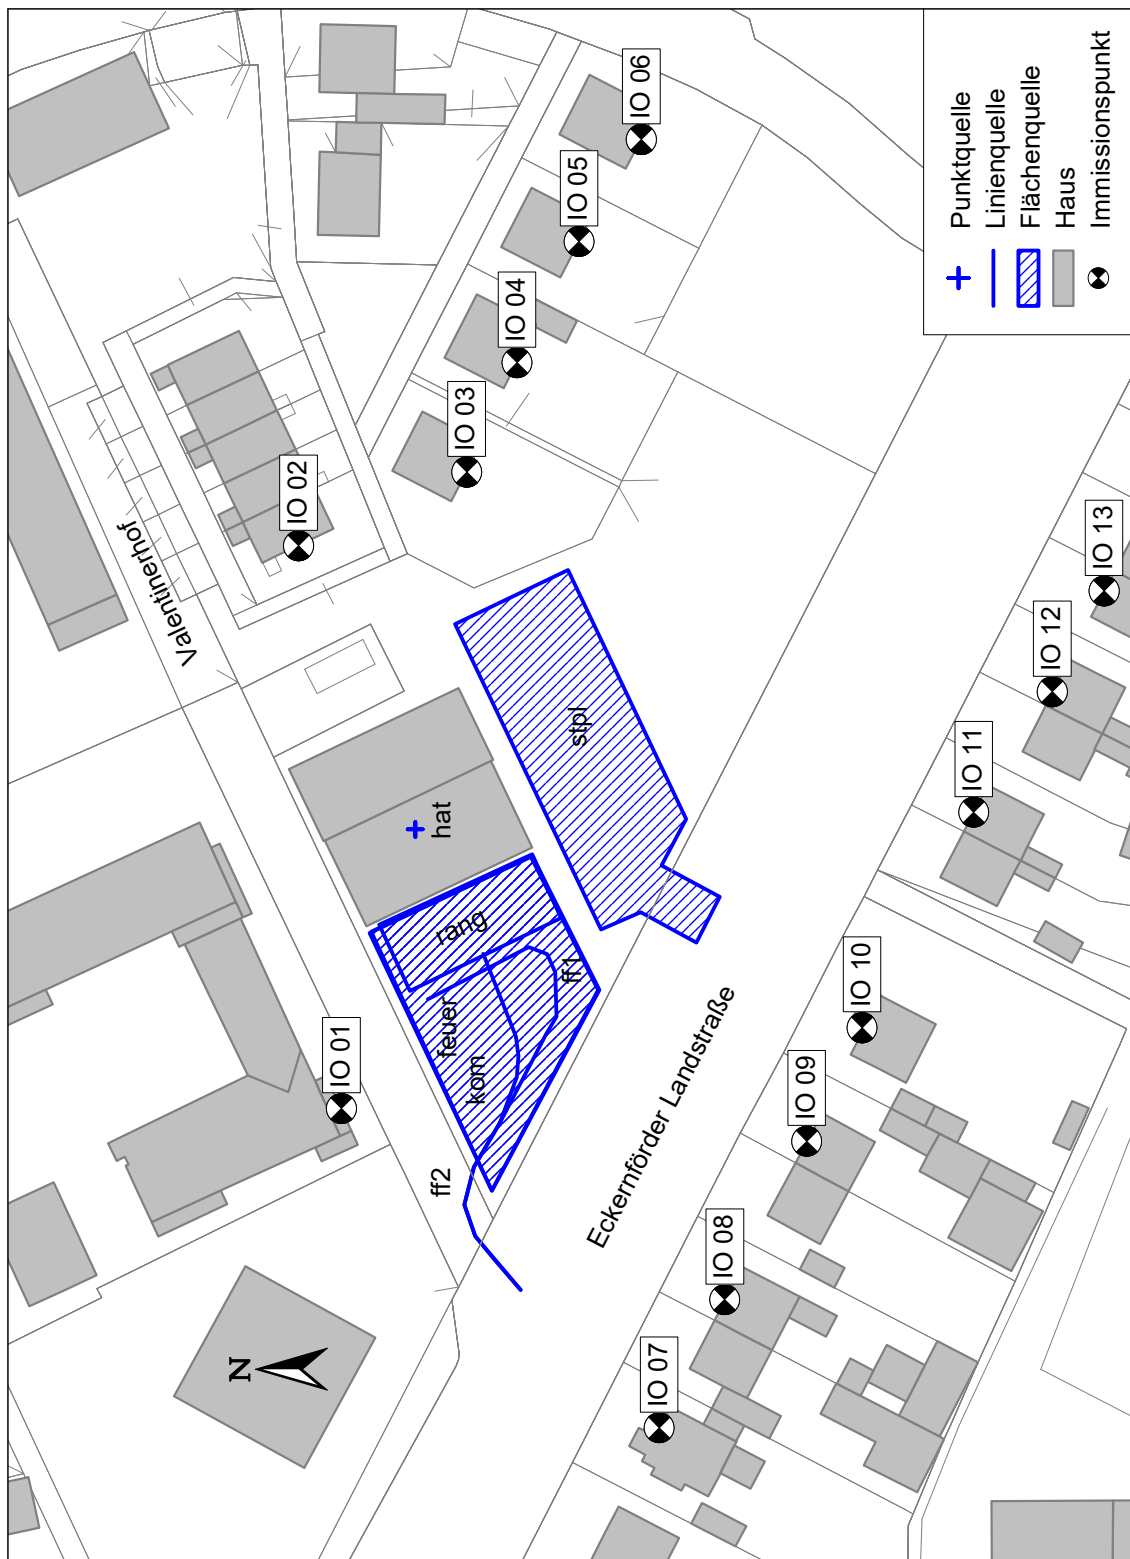 N
Valentinerhof
IO 01
IO 02
IO 03
IO 04
IO 05
IO 06
hat
rang
feuer
kom
ff1
ff2
stpl
Eckernförder Landstraße
IO 07
IO 08
IO 09
IO 10
IO 11
IO 12
IO 13
Punktquelle
Linienquelle
Flächenquelle
Haus
Immissionspunkt